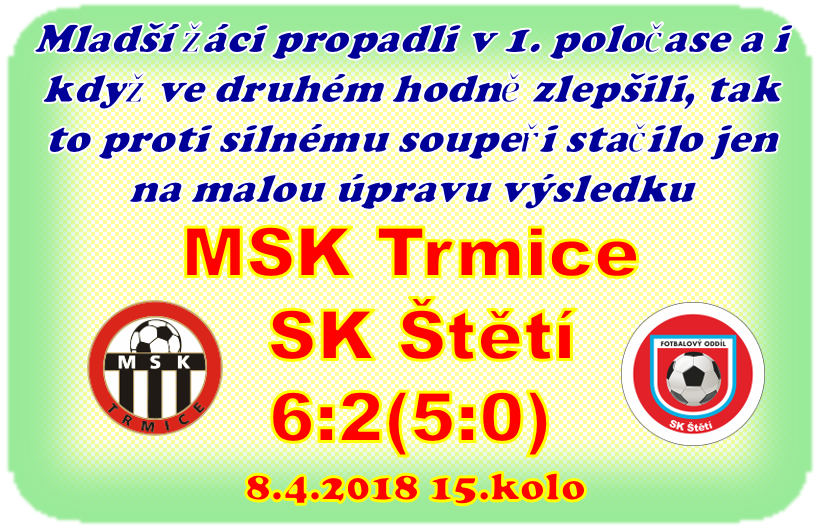 Mladší žáci propadli v 1. poločase a i
když ve druhém hodně zlepšili, tak
to proti silnému soupeři stačilo jen
na malou úpravu výsledku
MSK Trmice
SK Štětí
6:2(5:0)
8.4.2018 15.kolo
MSK
TRMICE
FOTBALOVÝ ODDÍL
SK Štětí